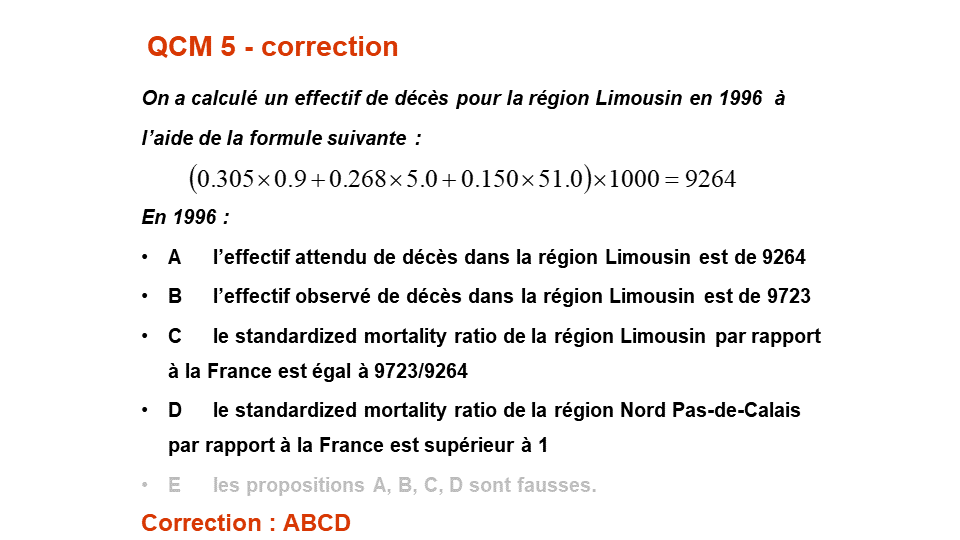 QCM 5 - correction
On a calculé un effectif de décès pour la région Limousin en 1996 à
l’aide de la formule suivante :
(0.305×0.9+0.268×5.0+0.150×51.0)×1000=9264
En 1996 :
• A l’effectif attendu de décès dans la région Limousin est de 9264
• B l’effectif observé de décès dans la région Limousin est de 9723
• C le standardized mortality ratio de la région Limousin par rapport
à la France est égal à 9723/9264
• D le standardized mortality ratio de la région Nord Pas-de-Calais
par rapport à la France est supérieur à 1
• E les propositions A, B, C, D sont fausses.
Correction : ABCD